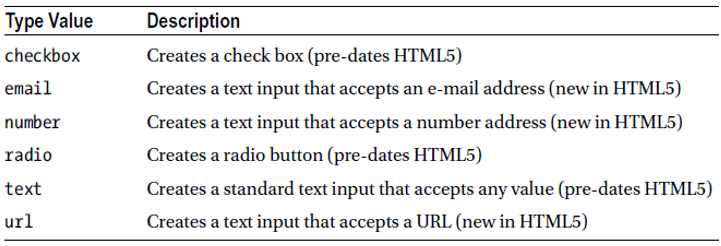 Type Value Description
checkbox Creates a check box (pre-dates HTML5)
email Creates a text input that accepts an e-mail address (new in HTML5)
number Creates a text input that accepts a number address (new in HTML5)
radio Creates a radio button (pre-dates HTML5)
text Creates a standard text input that accepts any value (pre-dates HTML5)
url Creates a text input that accepts a URL (new in HTML5)